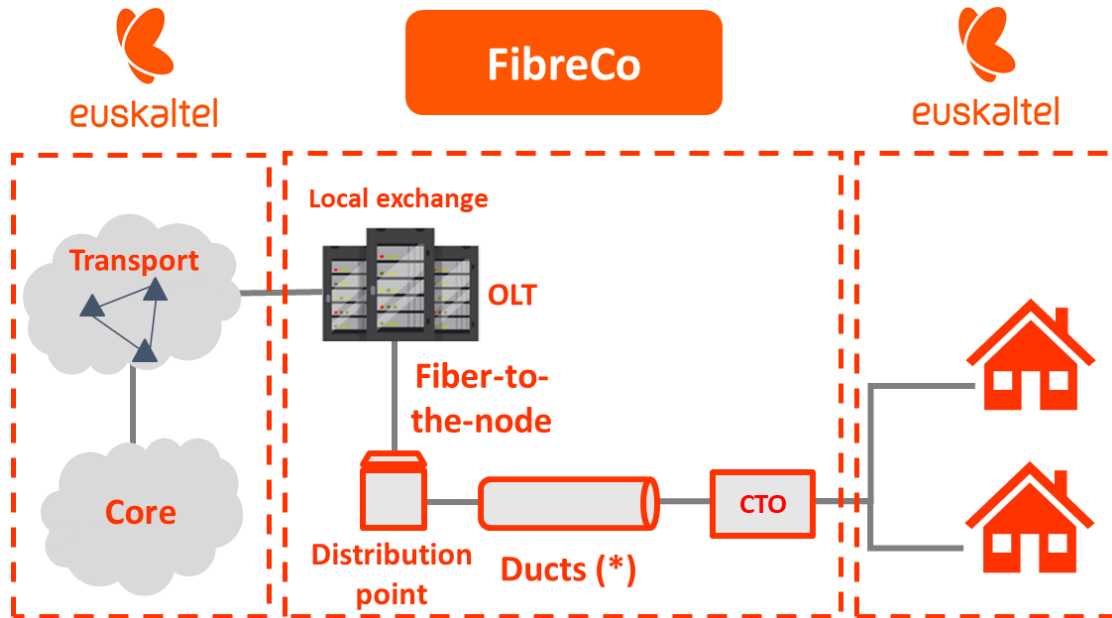 euskaltel
FibreCo
euskaltel
Local exchange
Transport
OLT
Fiber-to-
the-node
Core
CTO
Distribution
point
Ducts (*)